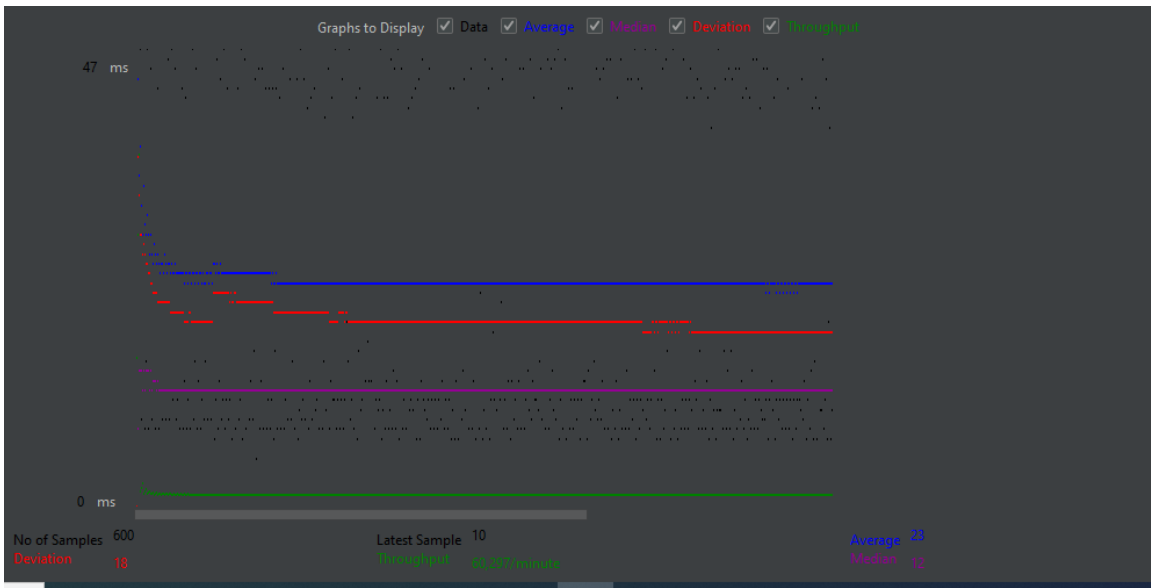 Graphs to Display Data Average Median Deviation Throughput
47 ms
0 ms
No of Samples 600 Latest Sample 10 Average 23
Deviation 18 Throughput 60,297/minute Median 11